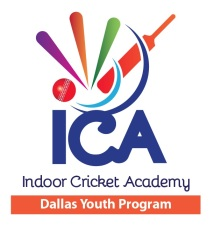 ICA
Indoor Cricket Academy
Dallas Youth Program